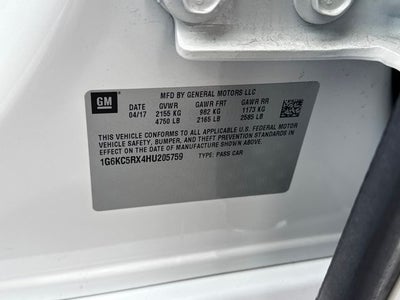 MFD BY GENERAL MOTORS LLC
GM
DATE GVWR GAWR FRT GAWR RR
04/17 2155 KG 982 KG 1173 KG
4750 LB 2165 LB 2585 LB
THIS VEHICLE CONFORMS TO ALL APPLICABLE U.S. FEDERAL MOTOR
VEHICLE SAFETY, BUMPER, AND THEFT PREVENTION STANDARDS IN
EFFECT ON THE DATE OF MANUFACTURE SHOWN ABOVE.
1G6KC5RX4HU205759 TYPE: PASS CAR